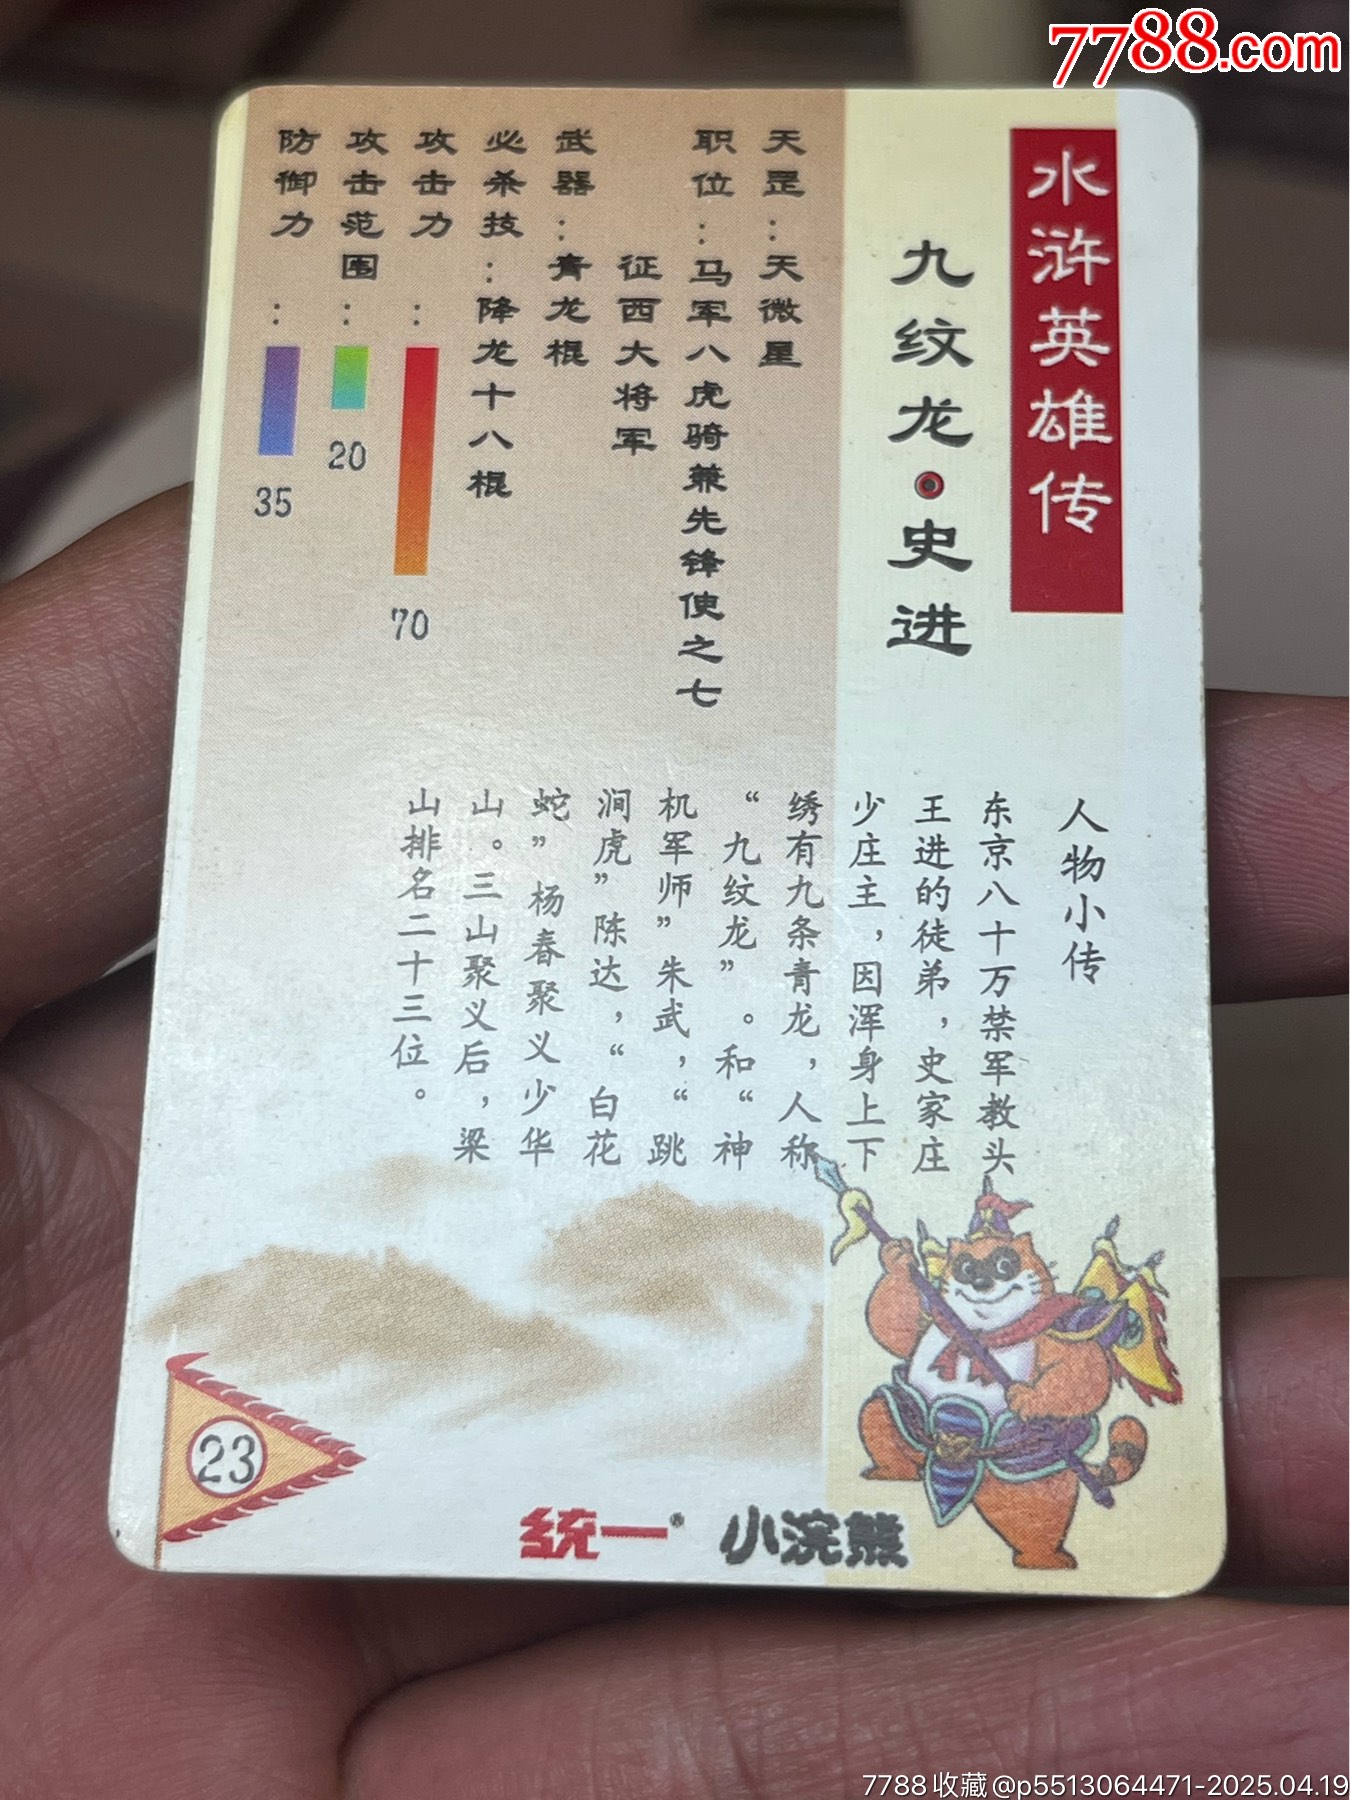 7788.com
水浒英雄传
九纹龙·史进
天罡：天微星
职位：马军八虎骑兼先锋使之七
征西大将军
武器：青龙棍
必杀技：降龙十八棍
攻击力：70
攻击范围：20
防御力：35
人物小传
东京八十万禁军教头
王进的徒弟，史家庄
少庄主，因浑身上下
绣有九条青龙，人称
“九纹龙”。和“神
机军师”朱武，“跳
涧虎”陈达，“白花
蛇”杨春聚义少华
山。三山聚义后，梁
山排名二十三位。
23
统一® 小浣熊
7788收藏@p5513064471-2025.04.19